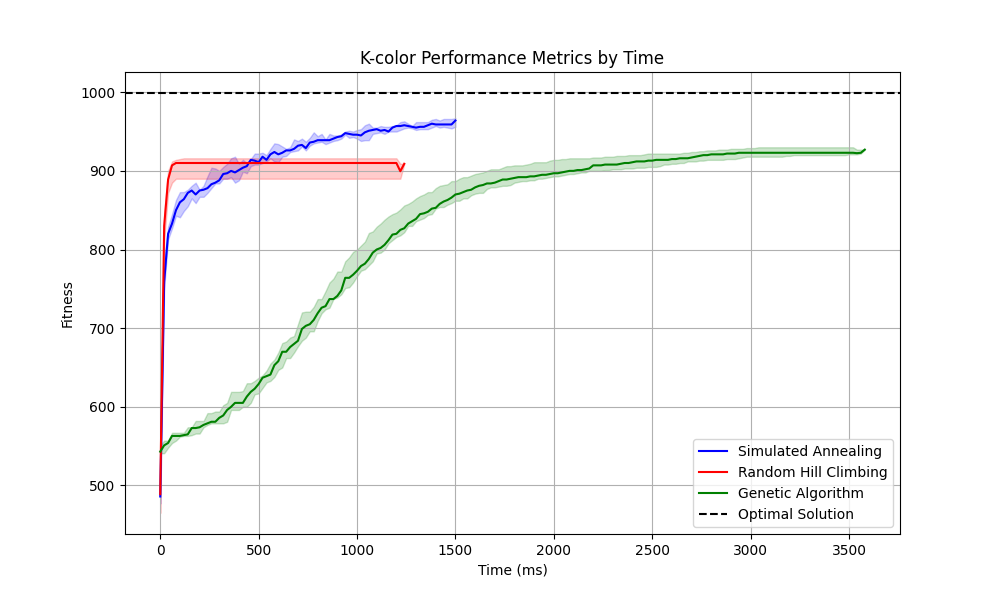 K-color Performance Metrics by Time
1000
900
800
700
600
500
Fitness
0 500 1000 1500 2000 2500 3000 3500
Time (ms)
Simulated Annealing
Random Hill Climbing
Genetic Algorithm
Optimal Solution